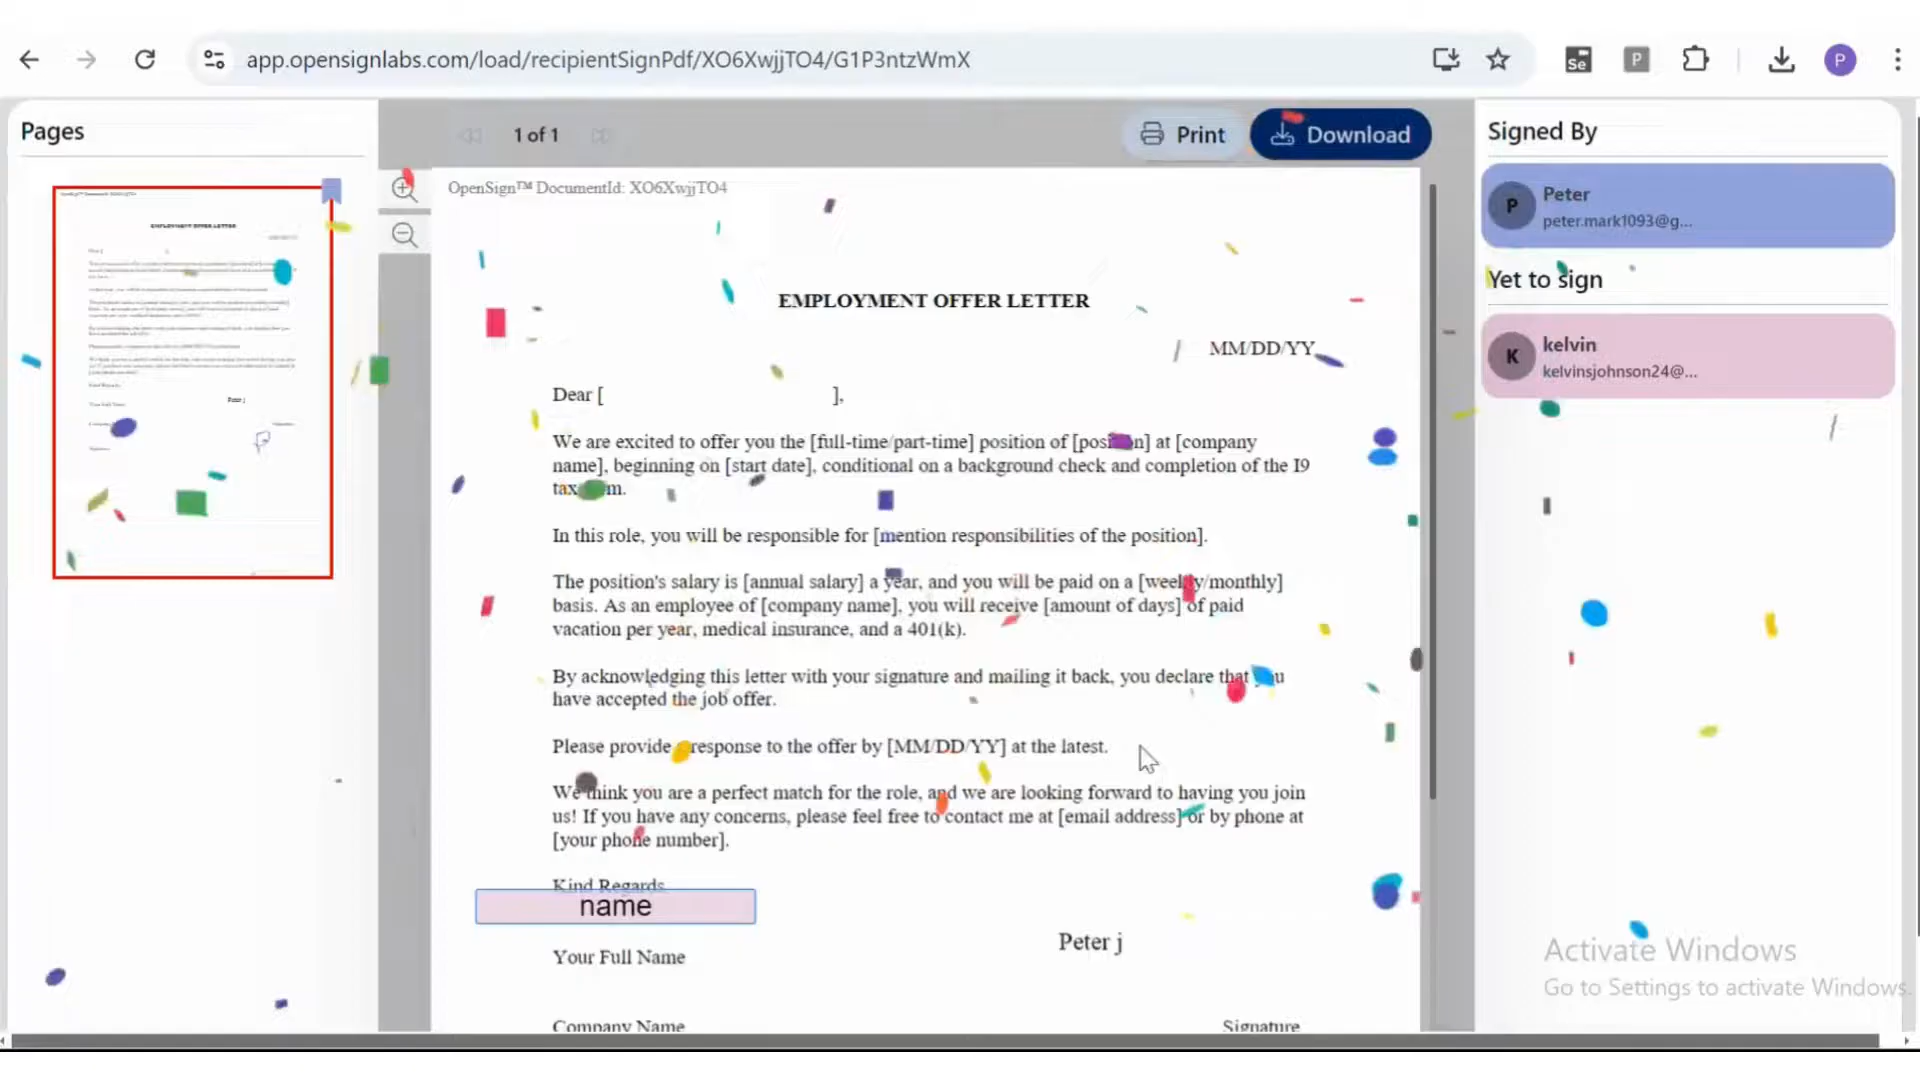 app.opensignlabs.com/load/recipientSignPdf/XO6XwjjTO4/G1P3ntzWmX
Se
P
P
Pages
1 of 1
Print
Download
Signed By
P
Peter
peter.mark1093@g...
Yet to sign
K
kelvin
kelvinsjohnson24@...
OpenSign™ DocumentId: XO6XwjjTO4
EMPLOYMENT OFFER LETTER
MM/DD/YY
Dear [ ],
We are excited to offer you the [full-time/part-time] position of [position] at [company
name], beginning on [start date], conditional on a background check and completion of the I9
tax form.
In this role, you will be responsible for [mention responsibilities of the position].
The position's salary is [annual salary] a year, and you will be paid on a [weekly/monthly]
basis. As an employee of [company name], you will receive [amount of days] of paid
vacation per year, medical insurance, and a 401(k).
By acknowledging this letter with your signature and mailing it back, you declare that you
have accepted the job offer.
Please provide a response to the offer by [MM/DD/YY] at the latest.
We think you are a perfect match for the role, and we are looking forward to having you join
us! If you have any concerns, please feel free to contact me at [email address] or by phone at
[your phone number].
Kind Regards,
name
Peter j
Your Full Name
Company Name
Signature
Activate Windows
Go to Settings to activate Windows.